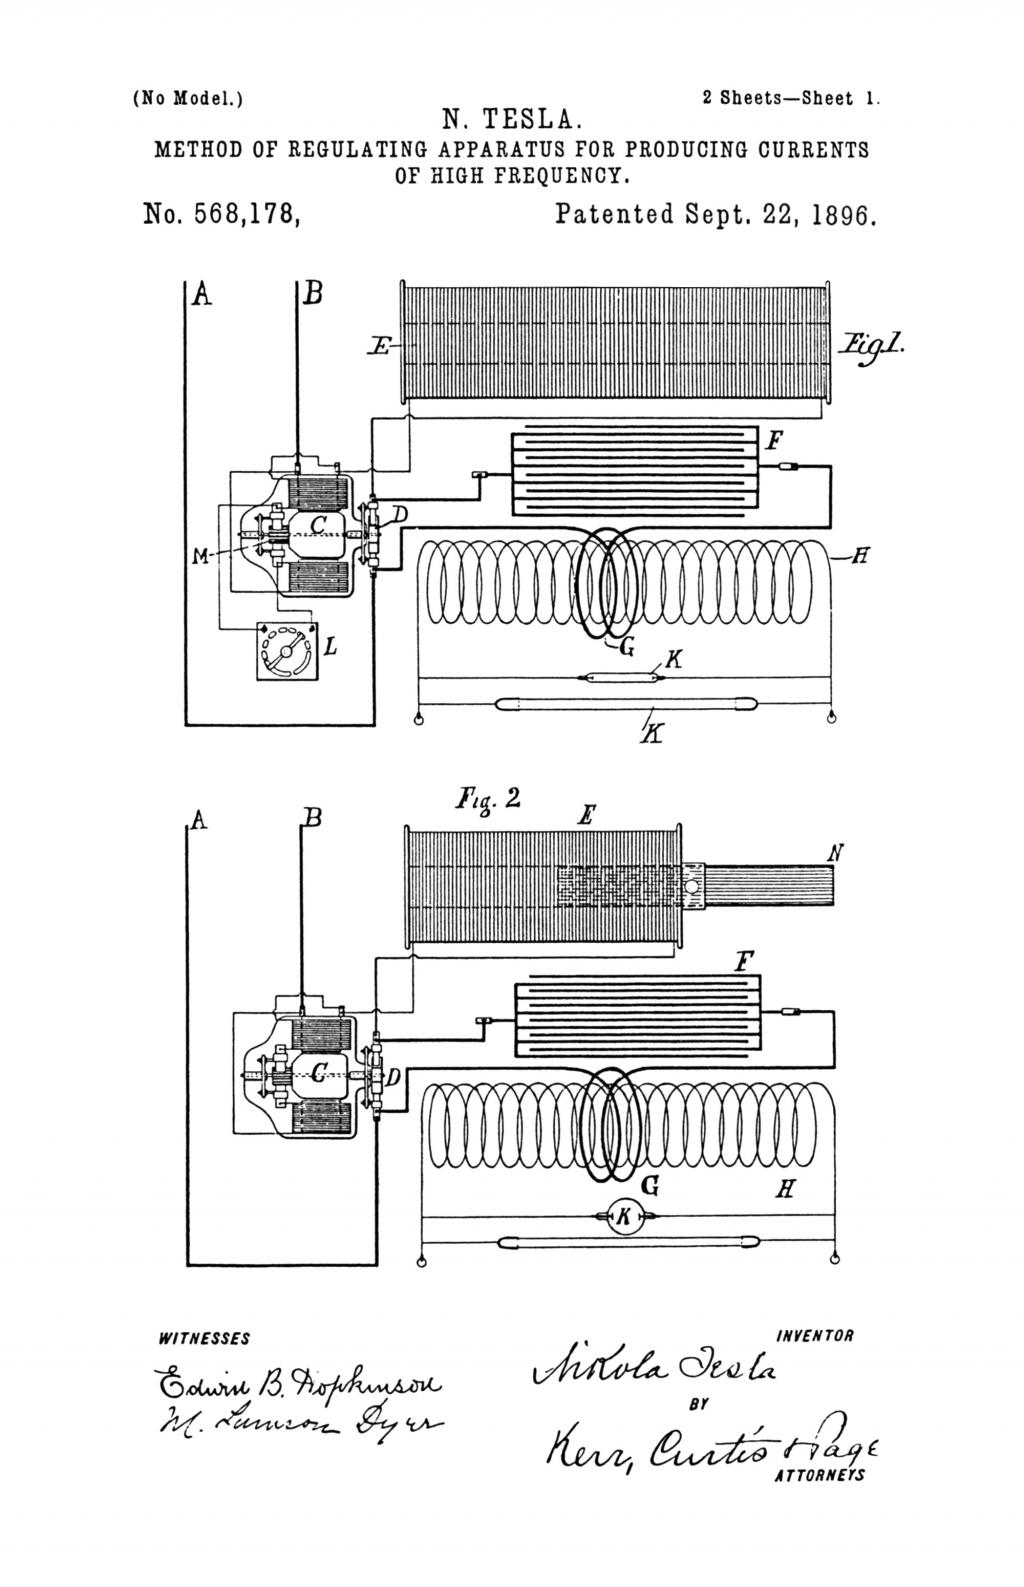 (No Model.)
2 Sheets—Sheet 1.
N. TESLA.
METHOD OF REGULATING APPARATUS FOR PRODUCING CURRENTS
OF HIGH FREQUENCY.
No. 568,178,
Patented Sept. 22, 1896.
A
B
E
Fig.1.
F
C
D
M
H
L
G
K
K
Fig. 2
A
B
E
N
F
C
D
G
H
K
WITNESSES
INVENTOR
Edwin B. Hopkinson
Nikola Tesla
M. Lamson Dyer
BY
Kerr, Curtis & Page
ATTORNEYS